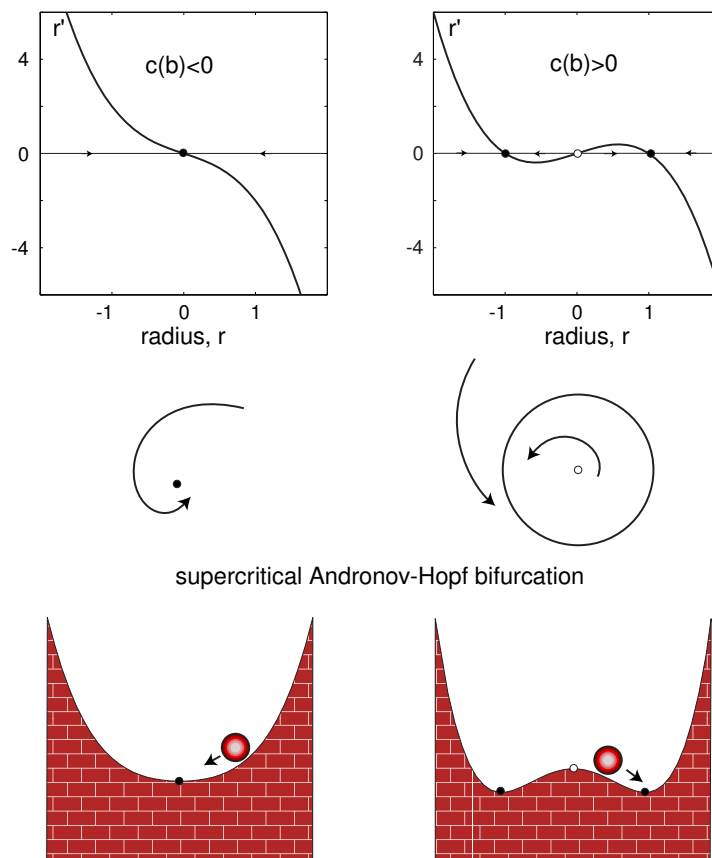 r'
c(b)<0
4
0
-4
-1 0 1
radius, r
r'
c(b)>0
4
0
-4
-1 0 1
radius, r
supercritical Andronov-Hopf bifurcation